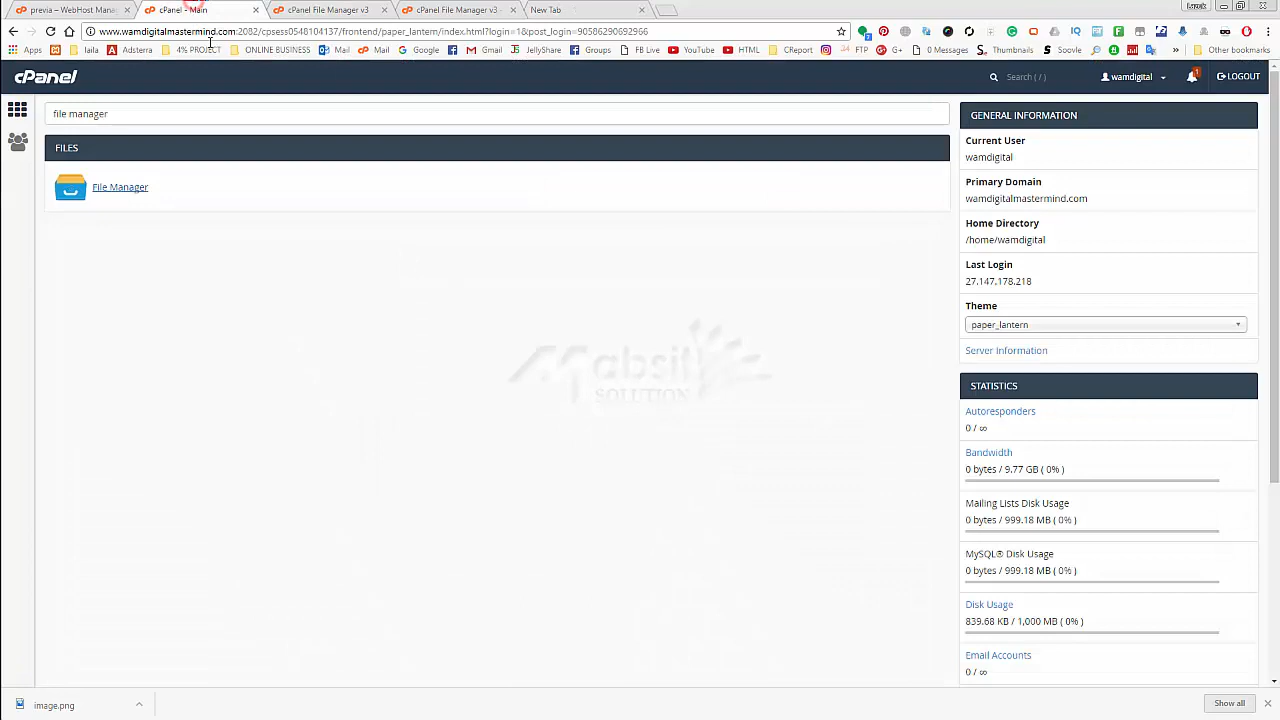 previa – WebHost Mana
cPanel - Main
cPanel File Manager v3
cPanel File Manager v3
New Tab
www.wamdigitalmastermind.com:2082/cpsess0548104137/frontend/paper_lantern/index.html?login=1&post_login=90586290692966
Apps
laila
Adsterra
4% PROJECT
ONLINE BUSINESS
Mail
Mail
Google
Gmail
JellyShare
Groups
FB Live
YouTube
HTML
CReport
FTP
G+
0 Messages
Thumbnails
Soovle
»
Other bookmarks
cPanel
Search ( / )
wamdigital
1
LOGOUT
file manager
FILES
File Manager
GENERAL INFORMATION
Current User
wamdigital
Primary Domain
wamdigitalmastermind.com
Home Directory
/home/wamdigital
Last Login
27.147.178.218
Theme
paper_lantern
Server Information
STATISTICS
Autoresponders
0 / ∞
Bandwidth
0 bytes / 9.77 GB ( 0% )
Mailing Lists Disk Usage
0 bytes / 999.18 MB ( 0% )
MySQL® Disk Usage
0 bytes / 999.18 MB ( 0% )
Disk Usage
839.68 KB / 1,000 MB ( 0% )
Email Accounts
0 / ∞
Mabsil
SOLUTION
image.png
Show all